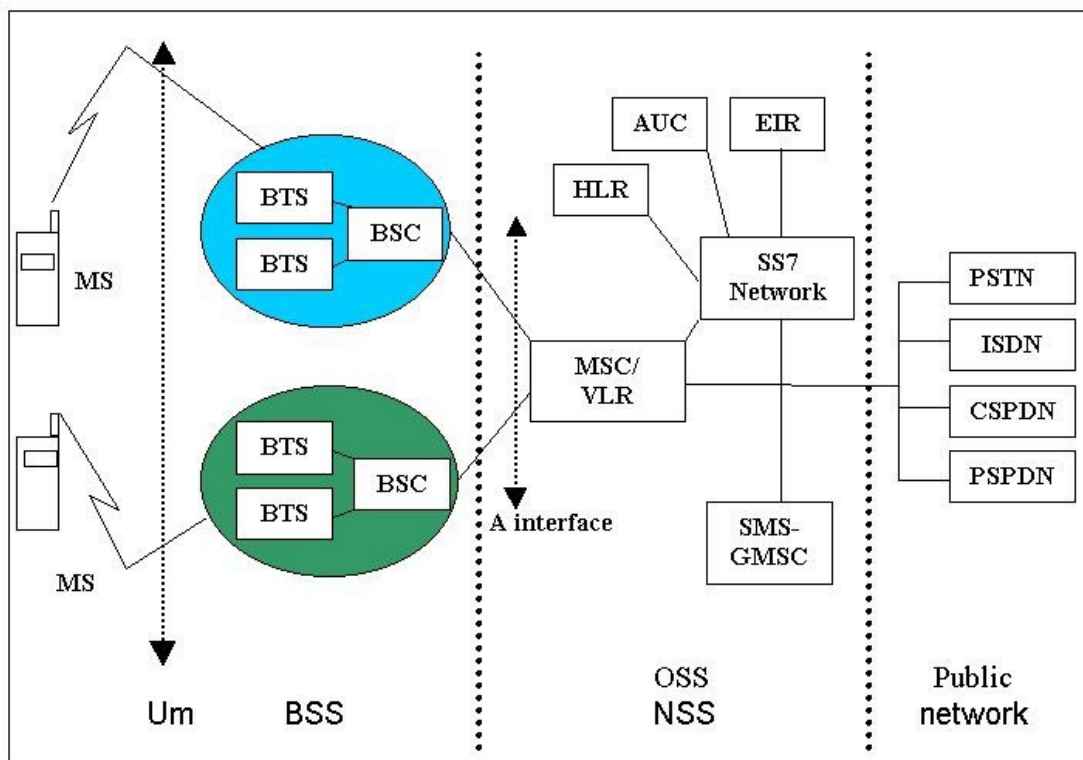 AUC
EIR
HLR
BTS
BSC
BTS
MS
SS7
Network
PSTN
ISDN
CSPDN
PSPDN
MSC/
VLR
BTS
BSC
BTS
A interface
SMS-
GMSC
MS
Um
BSS
OSS
NSS
Public
network